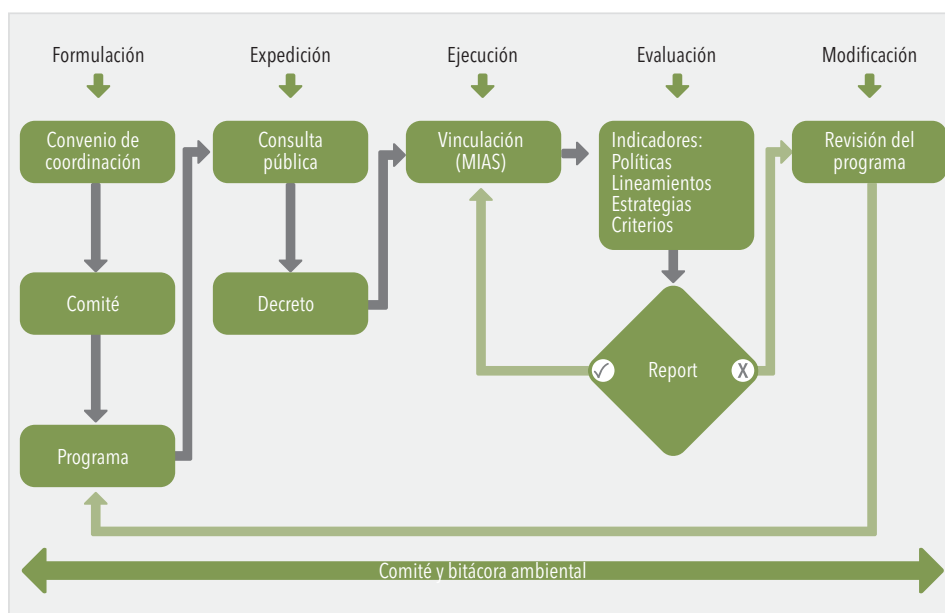 Formulación
Expedición
Ejecución
Evaluación
Modificación
Convenio de
coordinación
Consulta
pública
Vinculación
(MIAS)
Indicadores:
Políticas
Lineamientos
Estrategias
Criterios
Revisión del
programa
Comité
Decreto
Report
X
Programa
Comité y bitácora ambiental